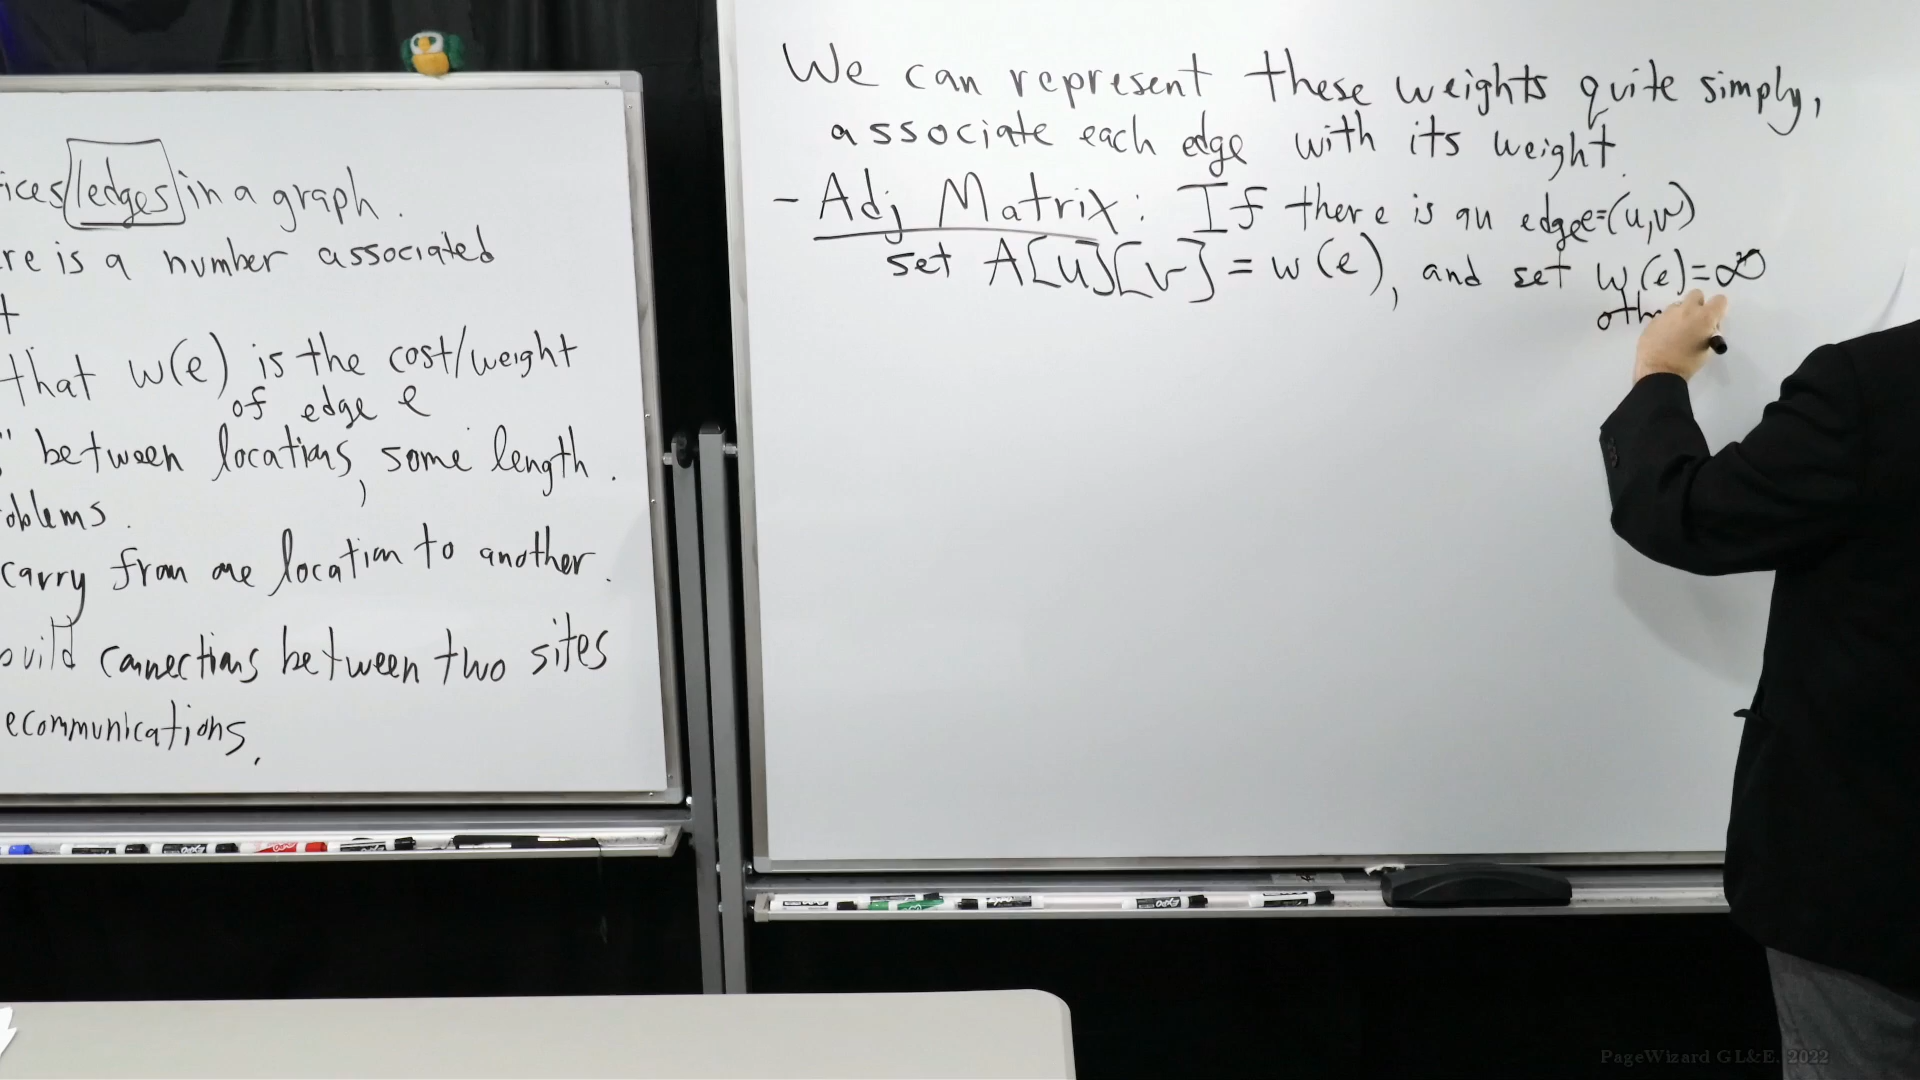 ices/edges in a graph.
re is a number associated
t
that w(e) is the cost/weight
of edge e
" between locations, some length.
oblems.
carry from one location to another.
build connections between two sites
ecommunications.
We can represent these weights quite simply,
associate each edge with its weight.
- Adj Matrix: If there is an edge e=(u,v)
set A[u][v] = w(e), and set w(e)=∞
oth
EXPO
PageWizard GL&E. 2022